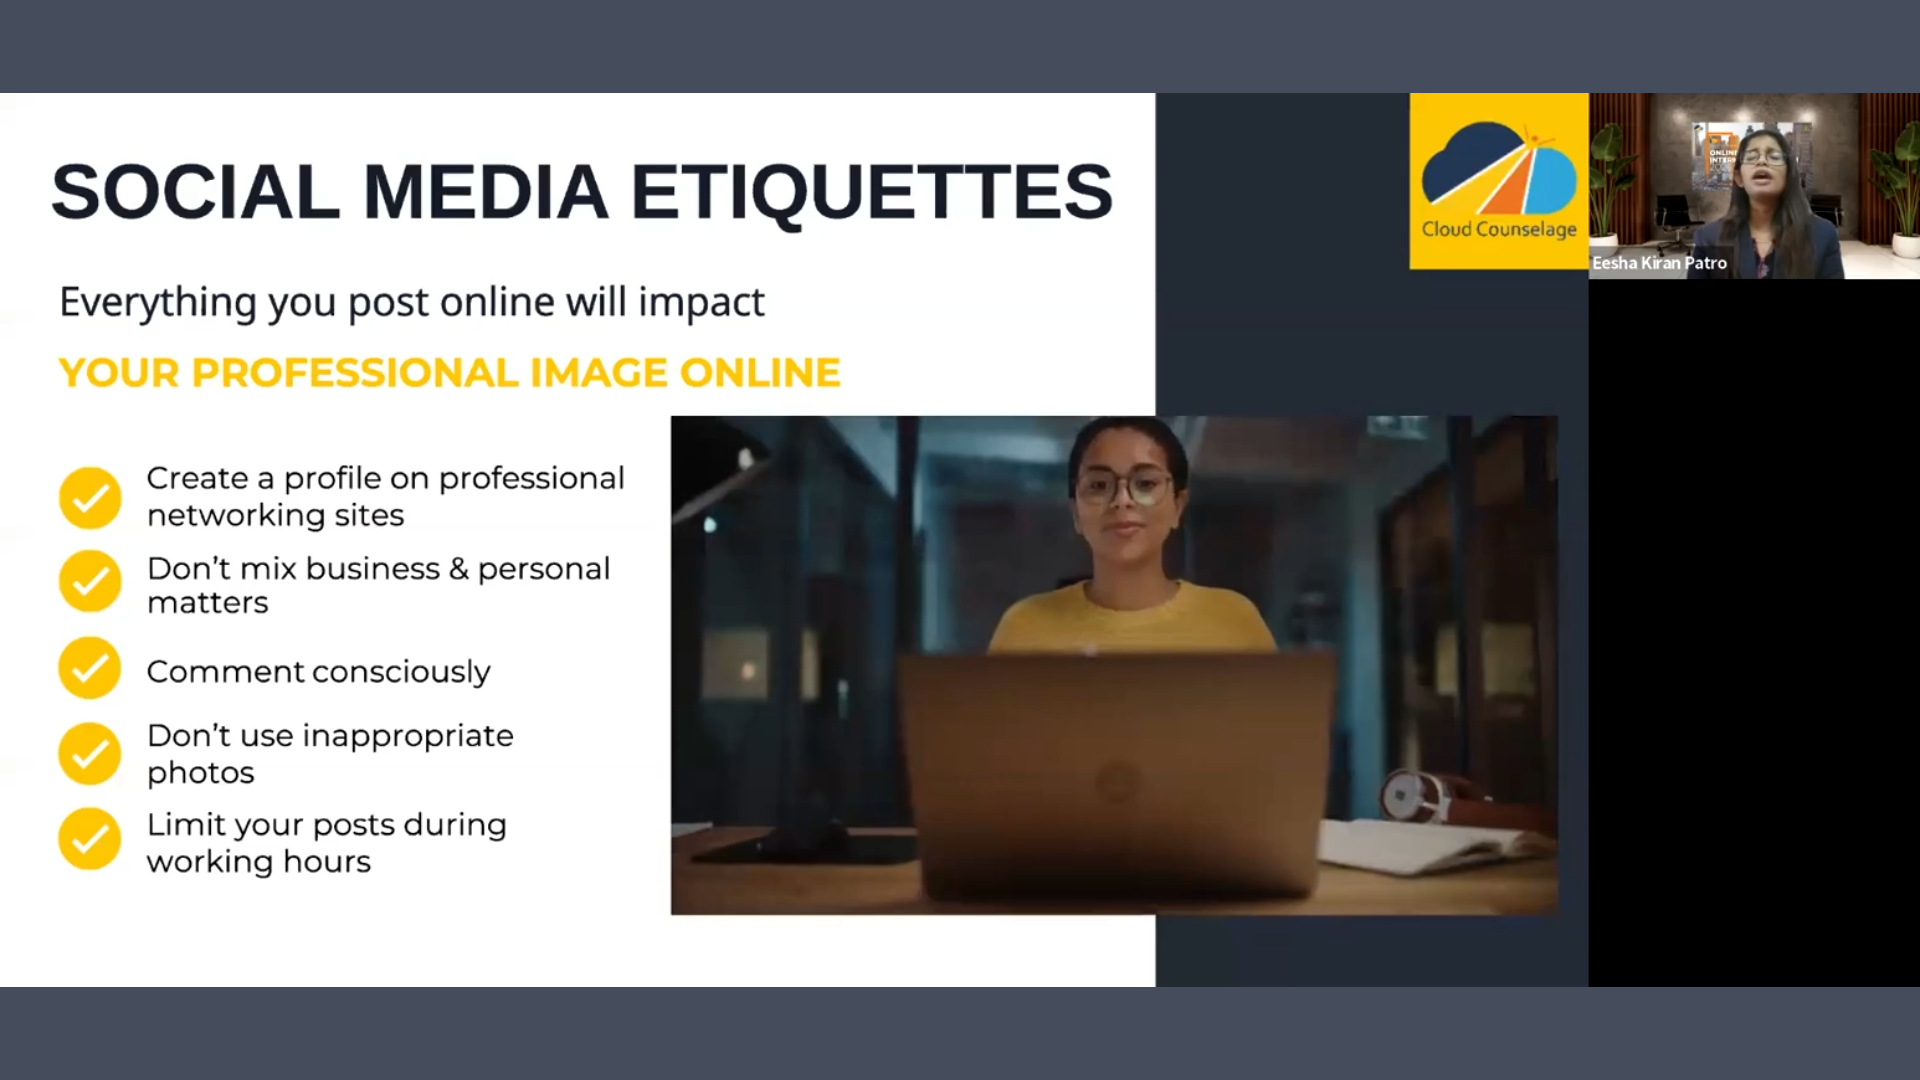 SOCIAL MEDIA ETIQUETTES
Everything you post online will impact
YOUR PROFESSIONAL IMAGE ONLINE
Create a profile on professional
networking sites
Don't mix business & personal
matters
Comment consciously
Don't use inappropriate
photos
Limit your posts during
working hours
Cloud Counselage
Eesha Kiran Patro